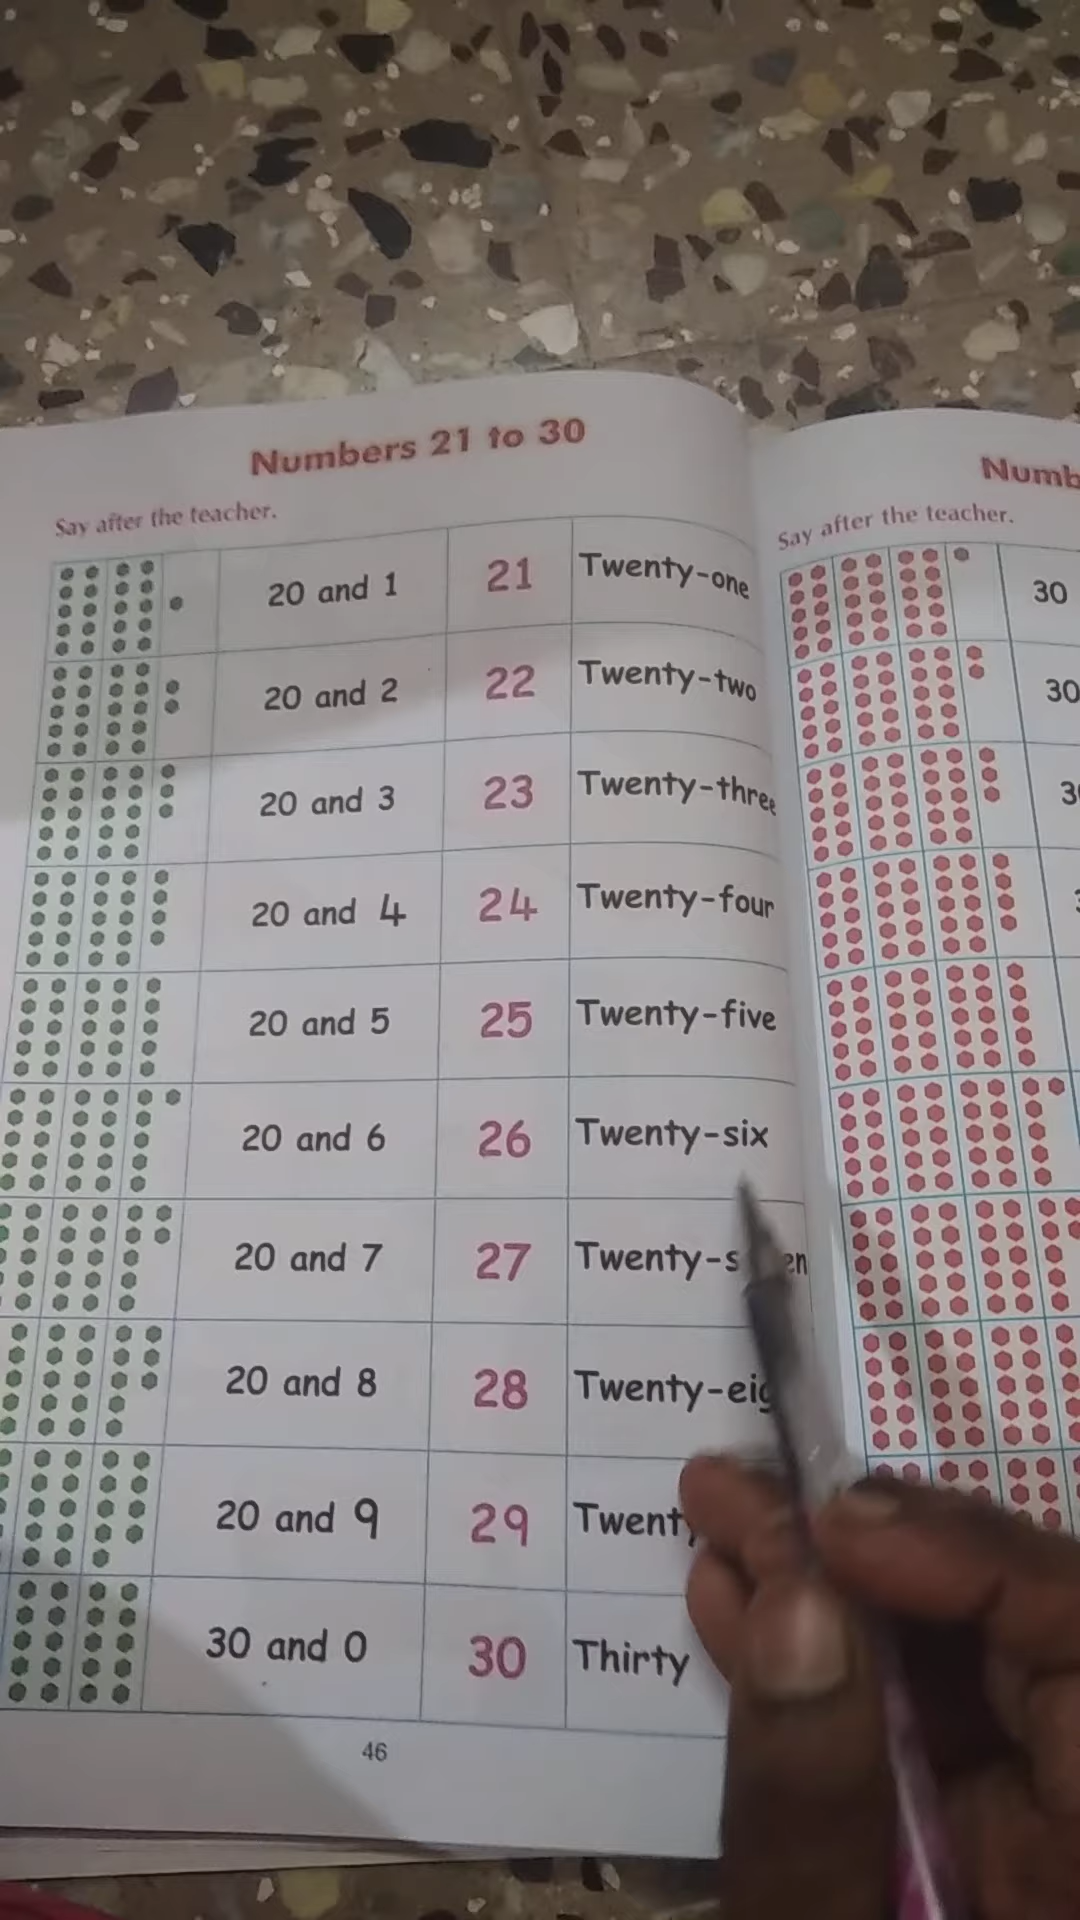 Numbers 21 to 30
Say after the teacher.
20 and 1 21 Twenty-one
20 and 2 22 Twenty-two
20 and 3 23 Twenty-three
20 and 4 24 Twenty-four
20 and 5 25 Twenty-five
20 and 6 26 Twenty-six
20 and 7 27
20 and 8 28
20 and 9 29
30 and 0 30 Thirty
46
Say after the teacher.
30
30